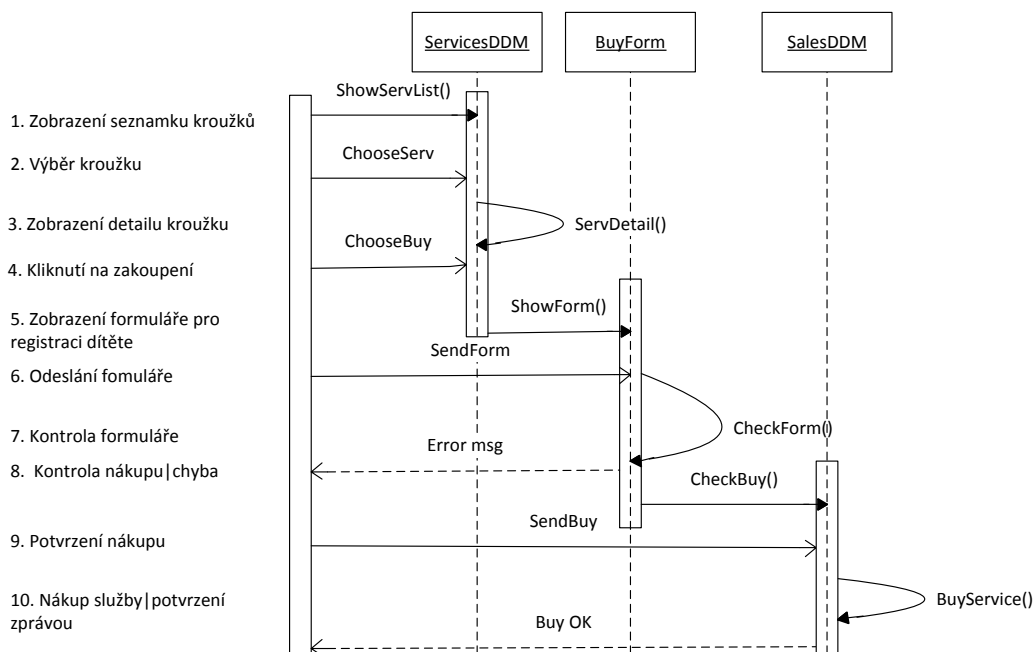 ServicesDDM
BuyForm
SalesDDM
ShowServList()
1. Zobrazení seznamku kroužků
ChooseServ
2. Výběr kroužku
3. Zobrazení detailu kroužku
ServDetail()
ChooseBuy
4. Kliknutí na zakoupení
ShowForm()
5. Zobrazení formuláře pro
registraci dítěte
SendForm
6. Odeslání fomuláře
CheckForm()
7. Kontrola formuláře
Error msg
8. Kontrola nákupu|chyba
CheckBuy()
SendBuy
9. Potvrzení nákupu
10. Nákup služby|potvrzení
zprávou
BuyService()
Buy OK